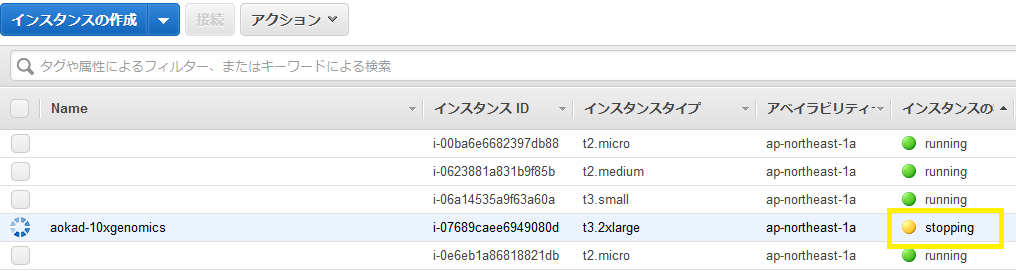 インスタンスの作成 接続 アクション
タグや属性によるフィルター、またはキーワードによる検索
Name インスタンス ID インスタンスタイプ アベイラビリティー インスタンスの
i-00ba6e6682397db88 t2.micro ap-northeast-1a running
i-0623881a831b9f85b t2.medium ap-northeast-1a running
i-06a14535a9f63a60a t3.small ap-northeast-1a running
aokad-10xgenomics i-07689caee6949080d t3.2xlarge ap-northeast-1a stopping
i-0e6eb1a86818821db t2.micro ap-northeast-1a running